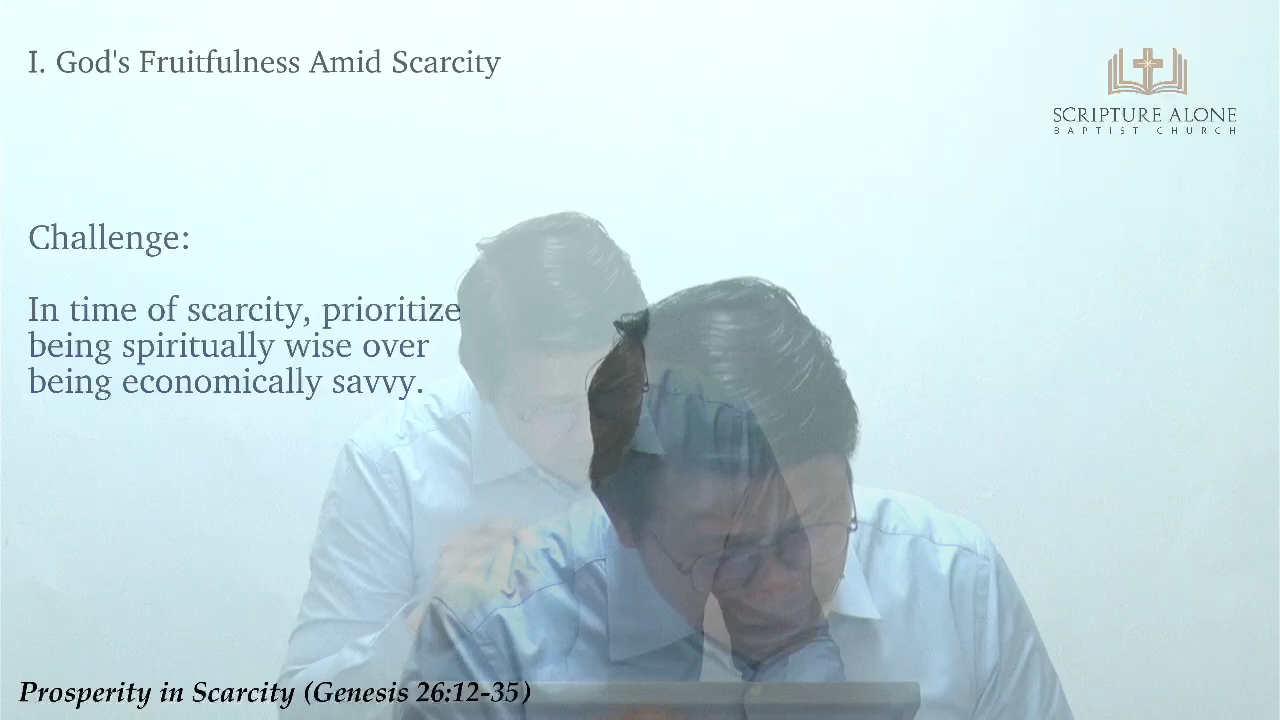 I. God's Fruitfulness Amid Scarcity
SCRIPTURE ALONE
BAPTIST CHURCH
Challenge:
In time of scarcity, prioritize
being spiritually wise over
being economically savvy.
Prosperity in Scarcity (Genesis 26:12-35)